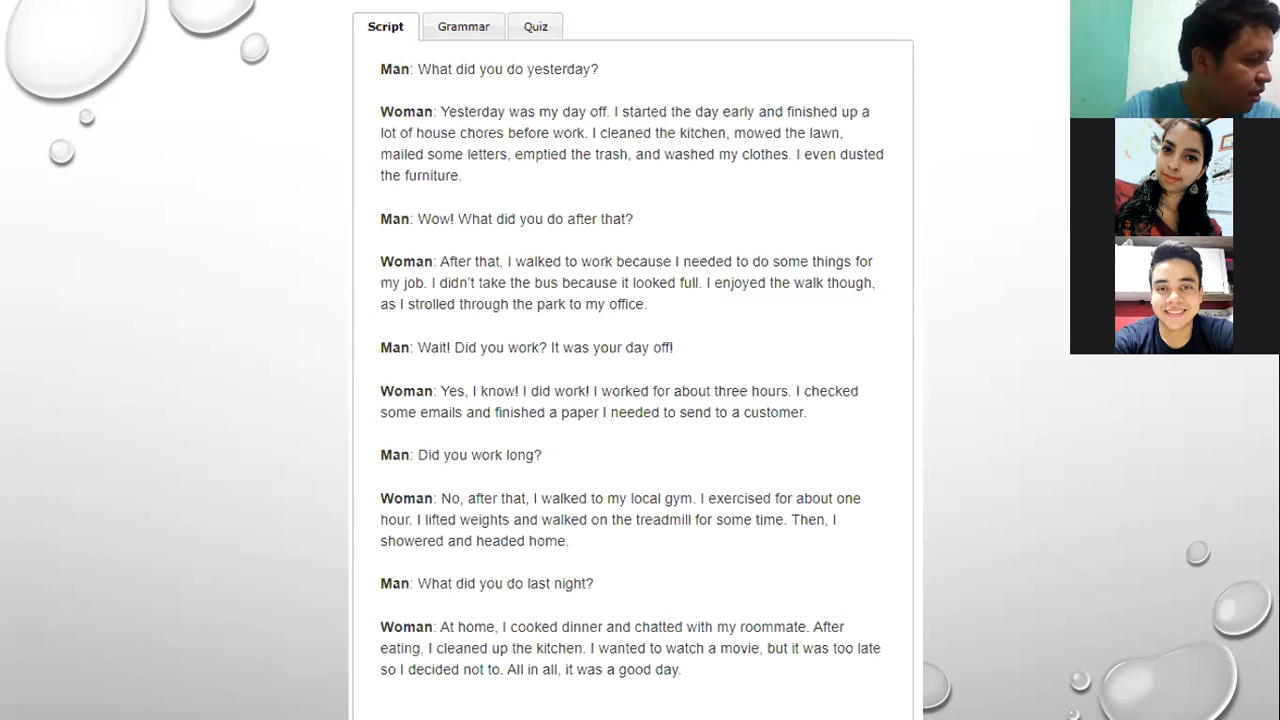 Script Grammar Quiz
Man: What did you do yesterday?
Woman: Yesterday was my day off. I started the day early and finished up a
lot of house chores before work. I cleaned the kitchen, mowed the lawn,
mailed some letters, emptied the trash, and washed my clothes. I even dusted
the furniture.
Man: Wow! What did you do after that?
Woman: After that, I walked to work because I needed to do some things for
my job. I didn’t take the bus because it looked full. I enjoyed the walk though,
as I strolled through the park to my office.
Man: Wait! Did you work? It was your day off!
Woman: Yes, I know! I did work! I worked for about three hours. I checked
some emails and finished a paper I needed to send to a customer.
Man: Did you work long?
Woman: No, after that, I walked to my local gym. I exercised for about one
hour. I lifted weights and walked on the treadmill for some time. Then, I
showered and headed home.
Man: What did you do last night?
Woman: At home, I cooked dinner and chatted with my roommate. After
eating, I cleaned up the kitchen. I wanted to watch a movie, but it was too late
so I decided not to. All in all, it was a good day.